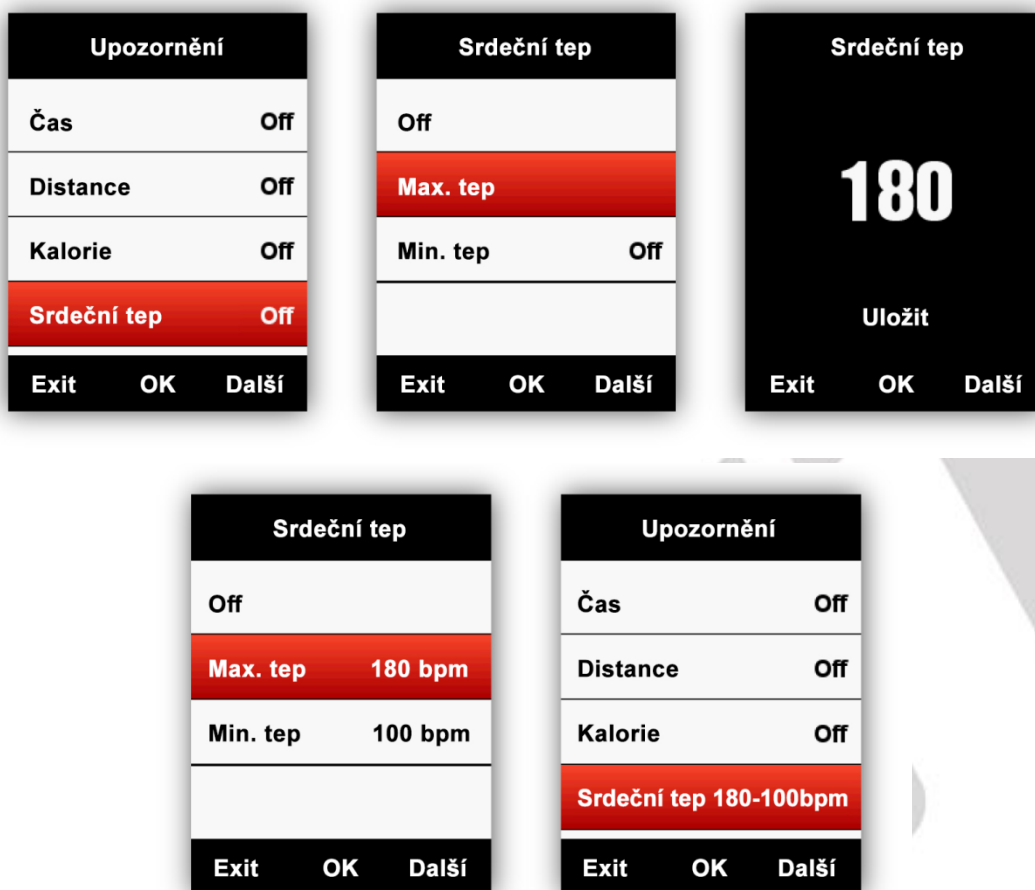 Upozornění
Čas Off
Distance Off
Kalorie Off
Srdeční tep Off
Exit OK Další
Srdeční tep
Off
Max. tep
Min. tep Off
Exit OK Další
Srdeční tep
180
Uložit
Exit OK Další
Srdeční tep
Off
Max. tep 180 bpm
Min. tep 100 bpm
Exit OK Další
Upozornění
Čas Off
Distance Off
Kalorie Off
Srdeční tep 180-100bpm
Exit OK Další